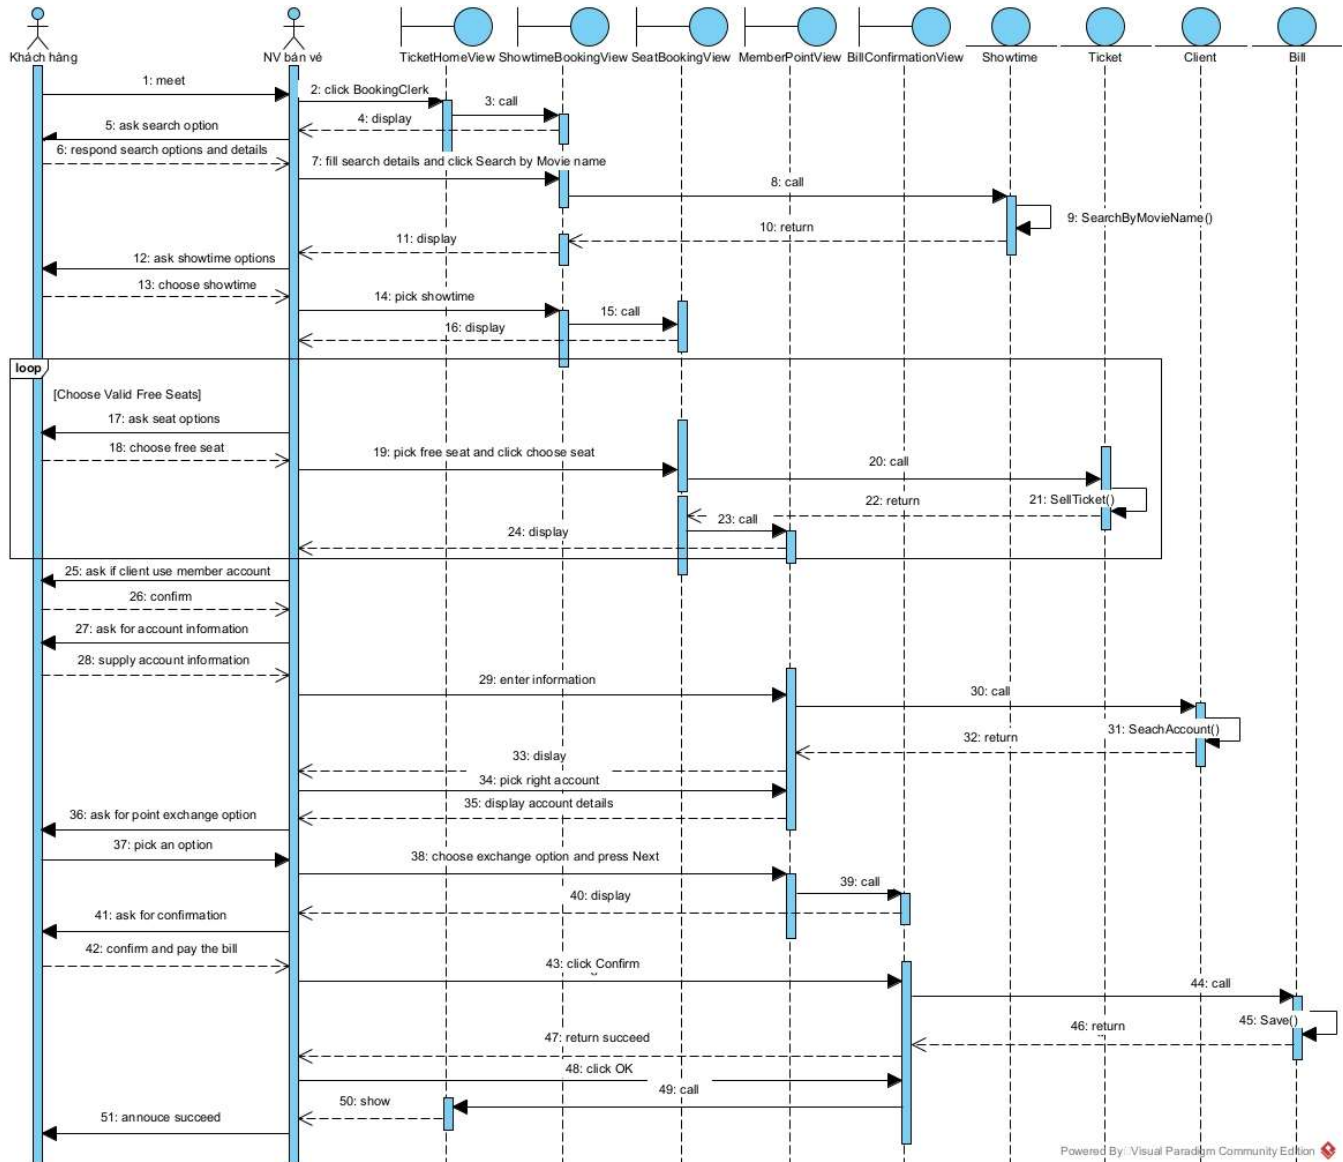 Khách hàng
NV bán vé
TicketHomeView
ShowtimeBookingView
SeatBookingView
MemberPointView
BillConfirmationView
Showtime
Ticket
Client
Bill
1: meet
2: click BookingClerk
3: call
4: display
5: ask search option
6: respond search options and details
7: fill search details and click Search by Movie name
8: call
9: SearchByMovieName()
10: return
11: display
12: ask showtime options
13: choose showtime
14: pick showtime
15: call
16: display
loop
[Choose Valid Free Seats]
17: ask seat options
18: choose free seat
19: pick free seat and click choose seat
20: call
21: SellTicket()
22: return
23: call
24: display
25: ask if client use member account
26: confirm
27: ask for account information
28: supply account information
29: enter information
30: call
31: SeachAccount()
32: return
33: dislay
34: pick right account
35: display account details
36: ask for point exchange option
37: pick an option
38: choose exchange option and press Next
39: call
40: display
41: ask for confirmation
42: confirm and pay the bill
43: click Confirm
44: call
45: Save()
46: return
47: return succeed
48: click OK
49: call
50: show
51: annouce succeed
Powered By Visual Paradigm Community Edition